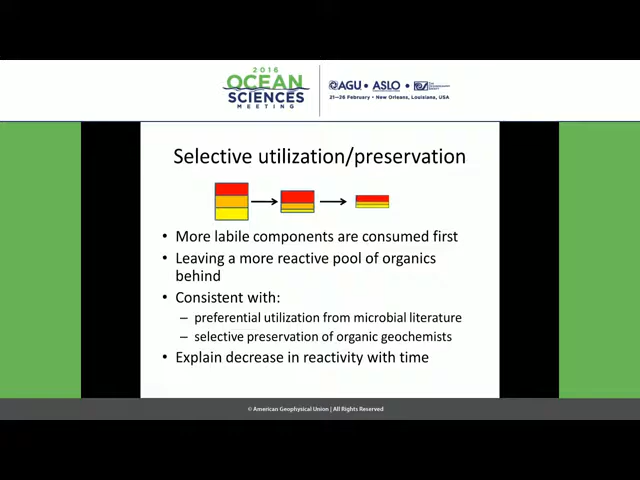 2016
OCEAN
SCIENCES
MEETING
AGU • ASLO •
21–26 February • New Orleans, Louisiana, USA
Selective utilization/preservation
• More labile components are consumed first
• Leaving a more reactive pool of organics
behind
• Consistent with:
– preferential utilization from microbial literature
– selective preservation of organic geochemists
• Explain decrease in reactivity with time
© American Geophysical Union | All Rights Reserved